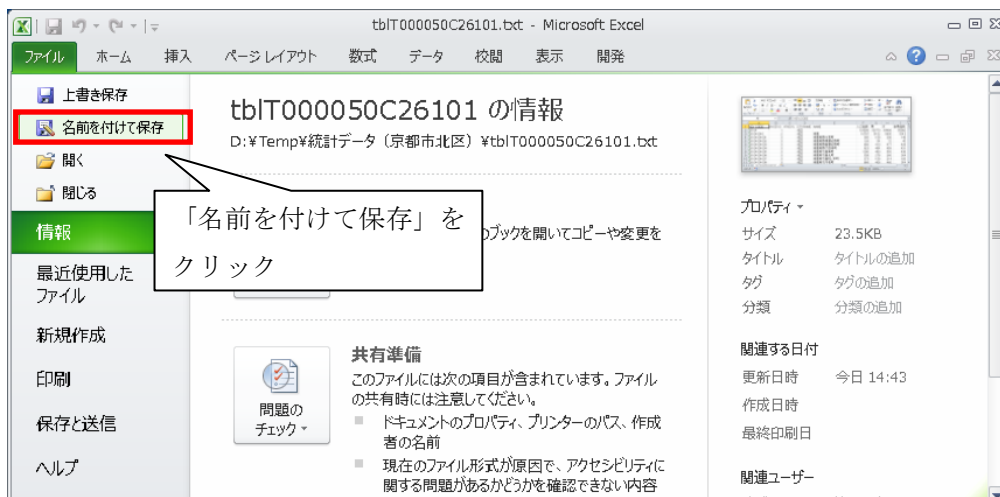 tblT000050C26101.txt - Microsoft Excel
ファイル ホーム 挿入 ページ レイアウト 数式 データ 校閲 表示 開発
上書き保存
名前を付けて保存
開く
閉じる
情報
最近使用した
ファイル
新規作成
印刷
保存と送信
ヘルプ
tblT000050C26101 の情報
D:¥Temp¥統計データ（京都市北区）¥tblT000050C26101.txt
「名前を付けて保存」を
クリック
のブックを開いてコピーや変更を
問題の
チェック
共有準備
このファイルには次の項目が含まれています。ファイル
の共有時には注意してください。
ドキュメントのプロパティ、プリンターのパス、作成
者の名前
現在のファイル形式が原因で、アクセシビリティに
関する問題があるかどうかを確認できない内容
プロパティ
サイズ 23.5KB
タイトル タイトルの追加
タグ タグの追加
分類 分類の追加
関連する日付
更新日時 今日 14:43
作成日時
最終印刷日
関連ユーザー